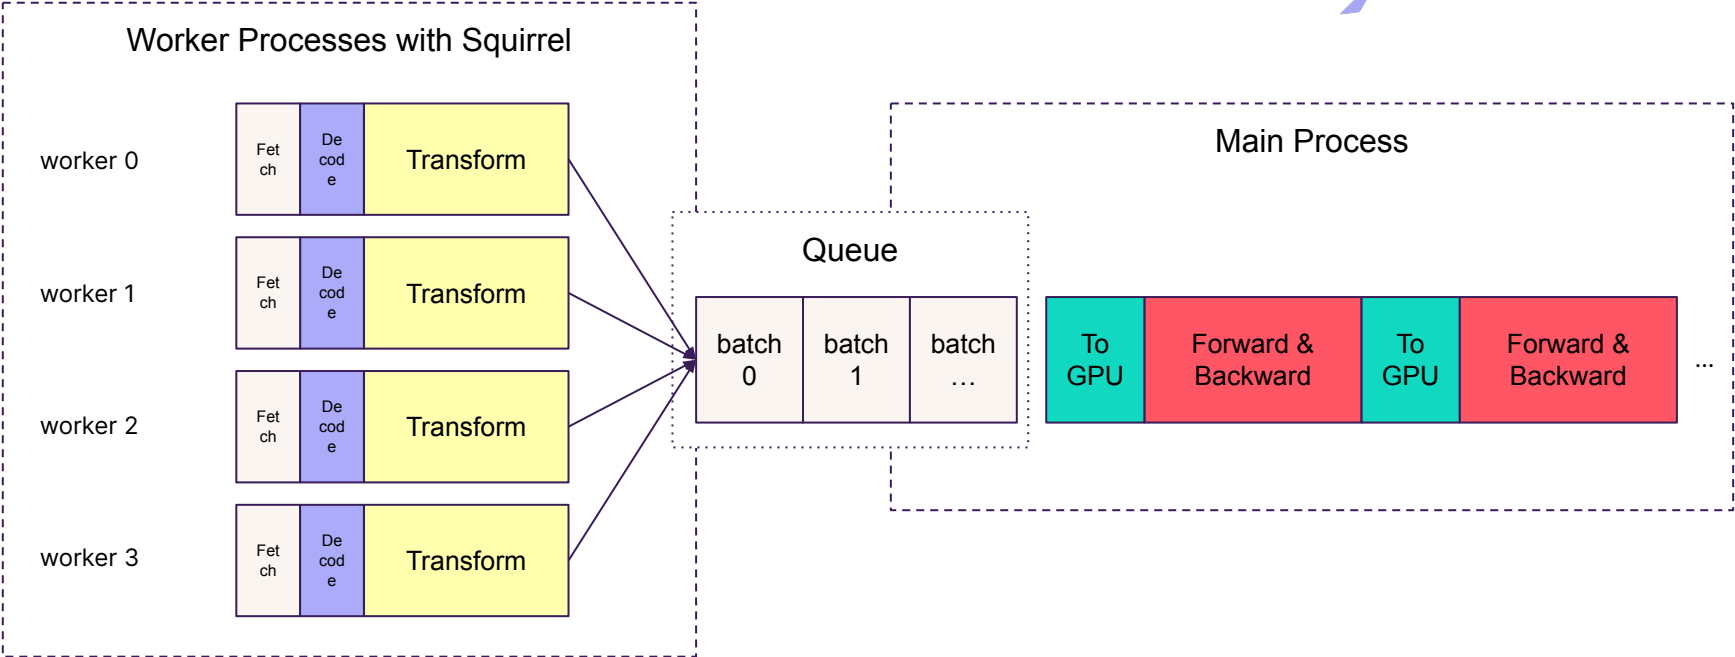 Worker Processes with Squirrel
worker 0
Fet
ch
De
cod
e
Transform
worker 1
Fet
ch
De
cod
e
Transform
worker 2
Fet
ch
De
cod
e
Transform
worker 3
Fet
ch
De
cod
e
Transform
Queue
batch
0
batch
1
batch
…
Main Process
To
GPU
Forward &
Backward
To
GPU
Forward &
Backward
...